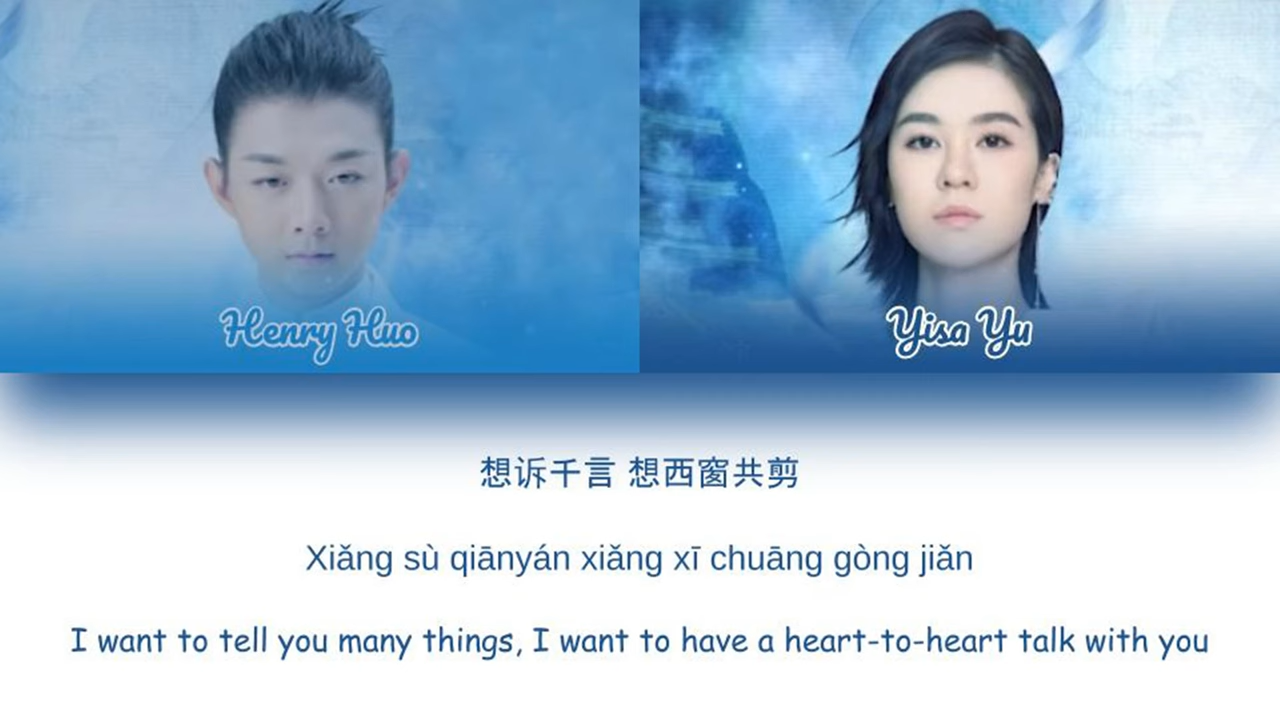 Henry Huo
Yisa Yu
想诉千言 想西窗共剪
Xiǎng sù qiānyán xiǎng xī chuāng gòng jiǎn
I want to tell you many things, I want to have a heart-to-heart talk with you